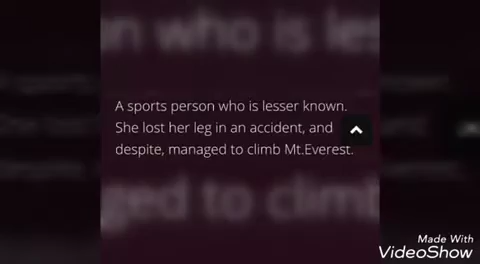 A sports person who is lesser known.
She lost her leg in an accident, and
despite, managed to climb Mt.Everest.
Made With
VideoShow